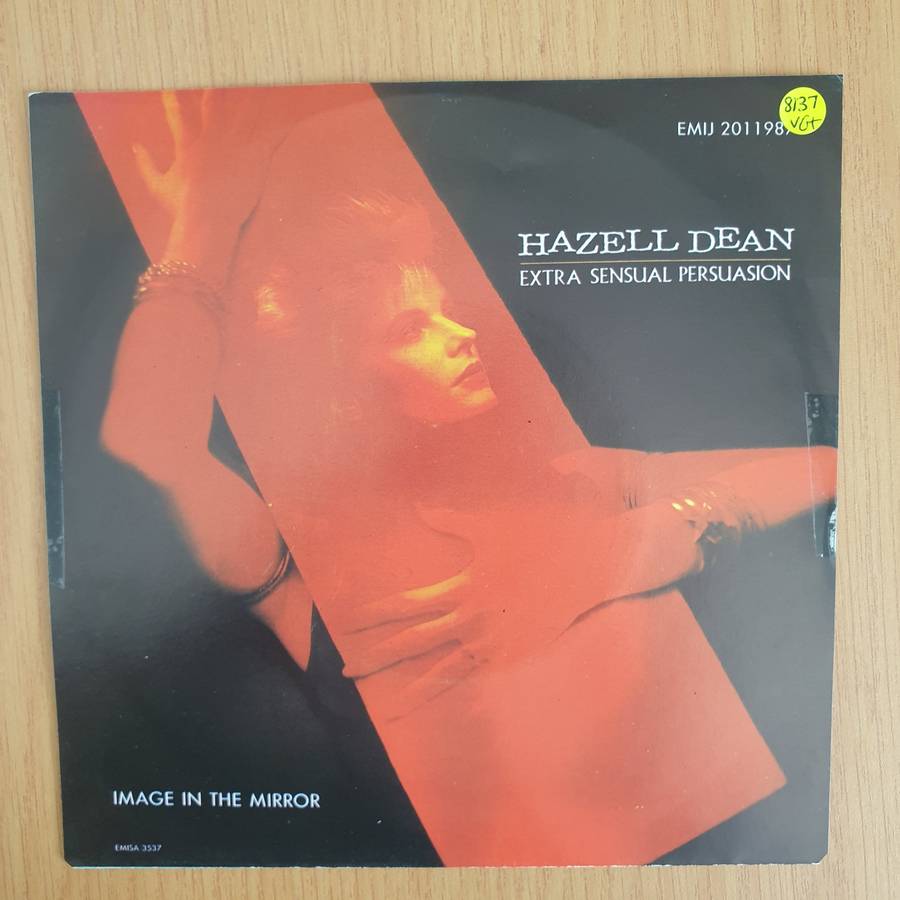 8137
VG+
EMIJ 201198
HAZELL DEAN
EXTRA SENSUAL PERSUASION
IMAGE IN THE MIRROR
EMISA 3537